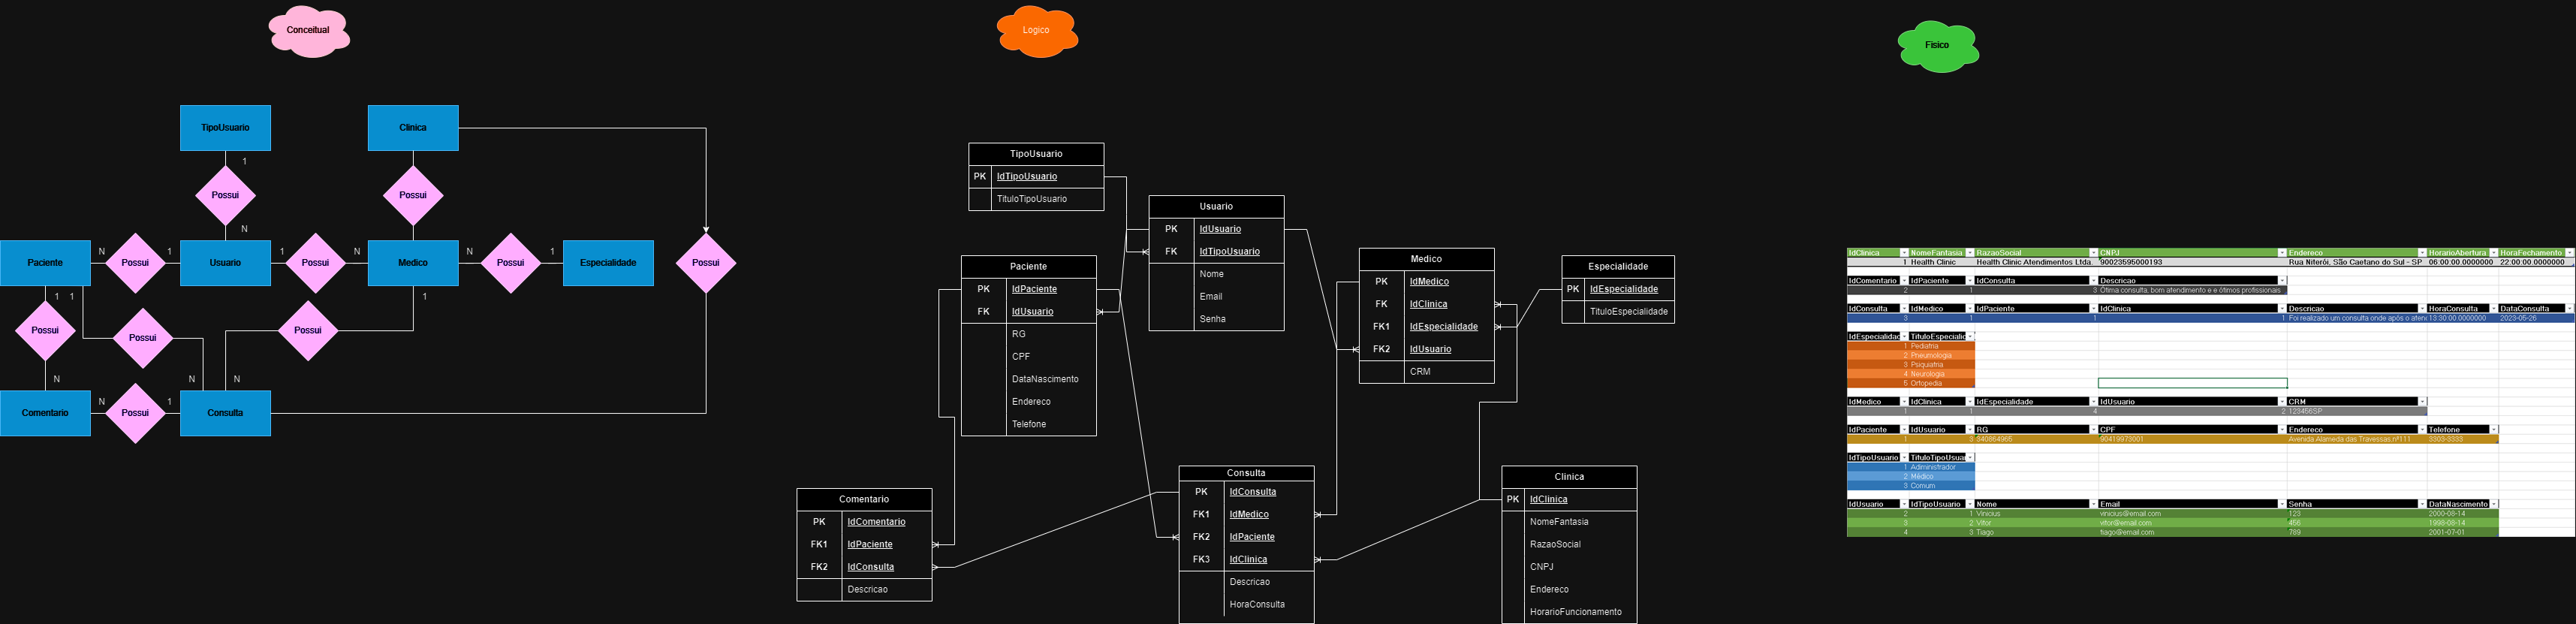 Conceitual
TipoUsuario
Clinica
1
Possui
Possui
N
Paciente
N
Possui
1
Usuario
1
Possui
N
Medico
N
Possui
1
Especialidade
Possui
1
1
1
Possui
Possui
Possui
N
N
N
Comentario
N
Possui
1
Consulta
Logico
TipoUsuario
PK IdTipoUsuario
TituloTipoUsuario
Usuario
PK IdUsuario
FK IdTipoUsuario
Nome
Email
Senha
Paciente
PK IdPaciente
FK IdUsuario
RG
CPF
DataNascimento
Endereco
Telefone
Medico
PK IdMedico
FK IdClinica
FK1 IdEspecialidade
FK2 IdUsuario
CRM
Especialidade
PK IdEspecialidade
TituloEspecialidade
Comentario
PK IdComentario
FK1 IdPaciente
FK2 IdConsulta
Descricao
Consulta
PK IdConsulta
FK1 IdMedico
FK2 IdPaciente
FK3 IdClinica
Descricao
HoraConsulta
Clinica
PK IdClinica
NomeFantasia
RazaoSocial
CNPJ
Endereco
HorarioFuncionamento
Fisico
IdClinica NomeFantasia RazaoSocial CNPJ Endereco HorarioAbertura HoraFechamento
1 Health Clinic Health Clinic Atendimentos Ltda. 90023595000193 Rua Niterói, São Caetano do Sul - SP 06:00:00.0000000 22:00:00.0000000
IdComentario IdPaciente IdConsulta Descricao
2 1 3 Ótima consulta, bom atendimento e e ótimos profissionais
IdConsulta IdMedico IdPaciente IdClinica Descricao HoraConsulta DataConsulta
3 1 1 1 Foi realizado um consulta onde após o aten 13:30:00.0000000 2023-05-26
IdEspecialidad TituloEspeciali
1 Pediatria
2 Pneumologia
3 Psiquiatria
4 Neurologia
5 Ortopedia
IdMedico IdClinica IdEspecialidade IdUsuario CRM
1 1 4 2 123456SP
IdPaciente IdUsuario RG CPF Endereco Telefone
1 3 340664965 90419973001 Avenida Alameda das Travessas nº111 3303-3333
IdTipoUsuario TituloTipoUsuar
1 Administrador
2 Médico
3 Comum
IdUsuario IdTipoUsuario Nome Email Senha DataNascimento
2 1 Vinicius vinicius@email.com 123 2000-08-14
3 2 Vitor vitor@email.com 456 1998-08-14
4 3 Tiago tiago@email.com 789 2001-07-01